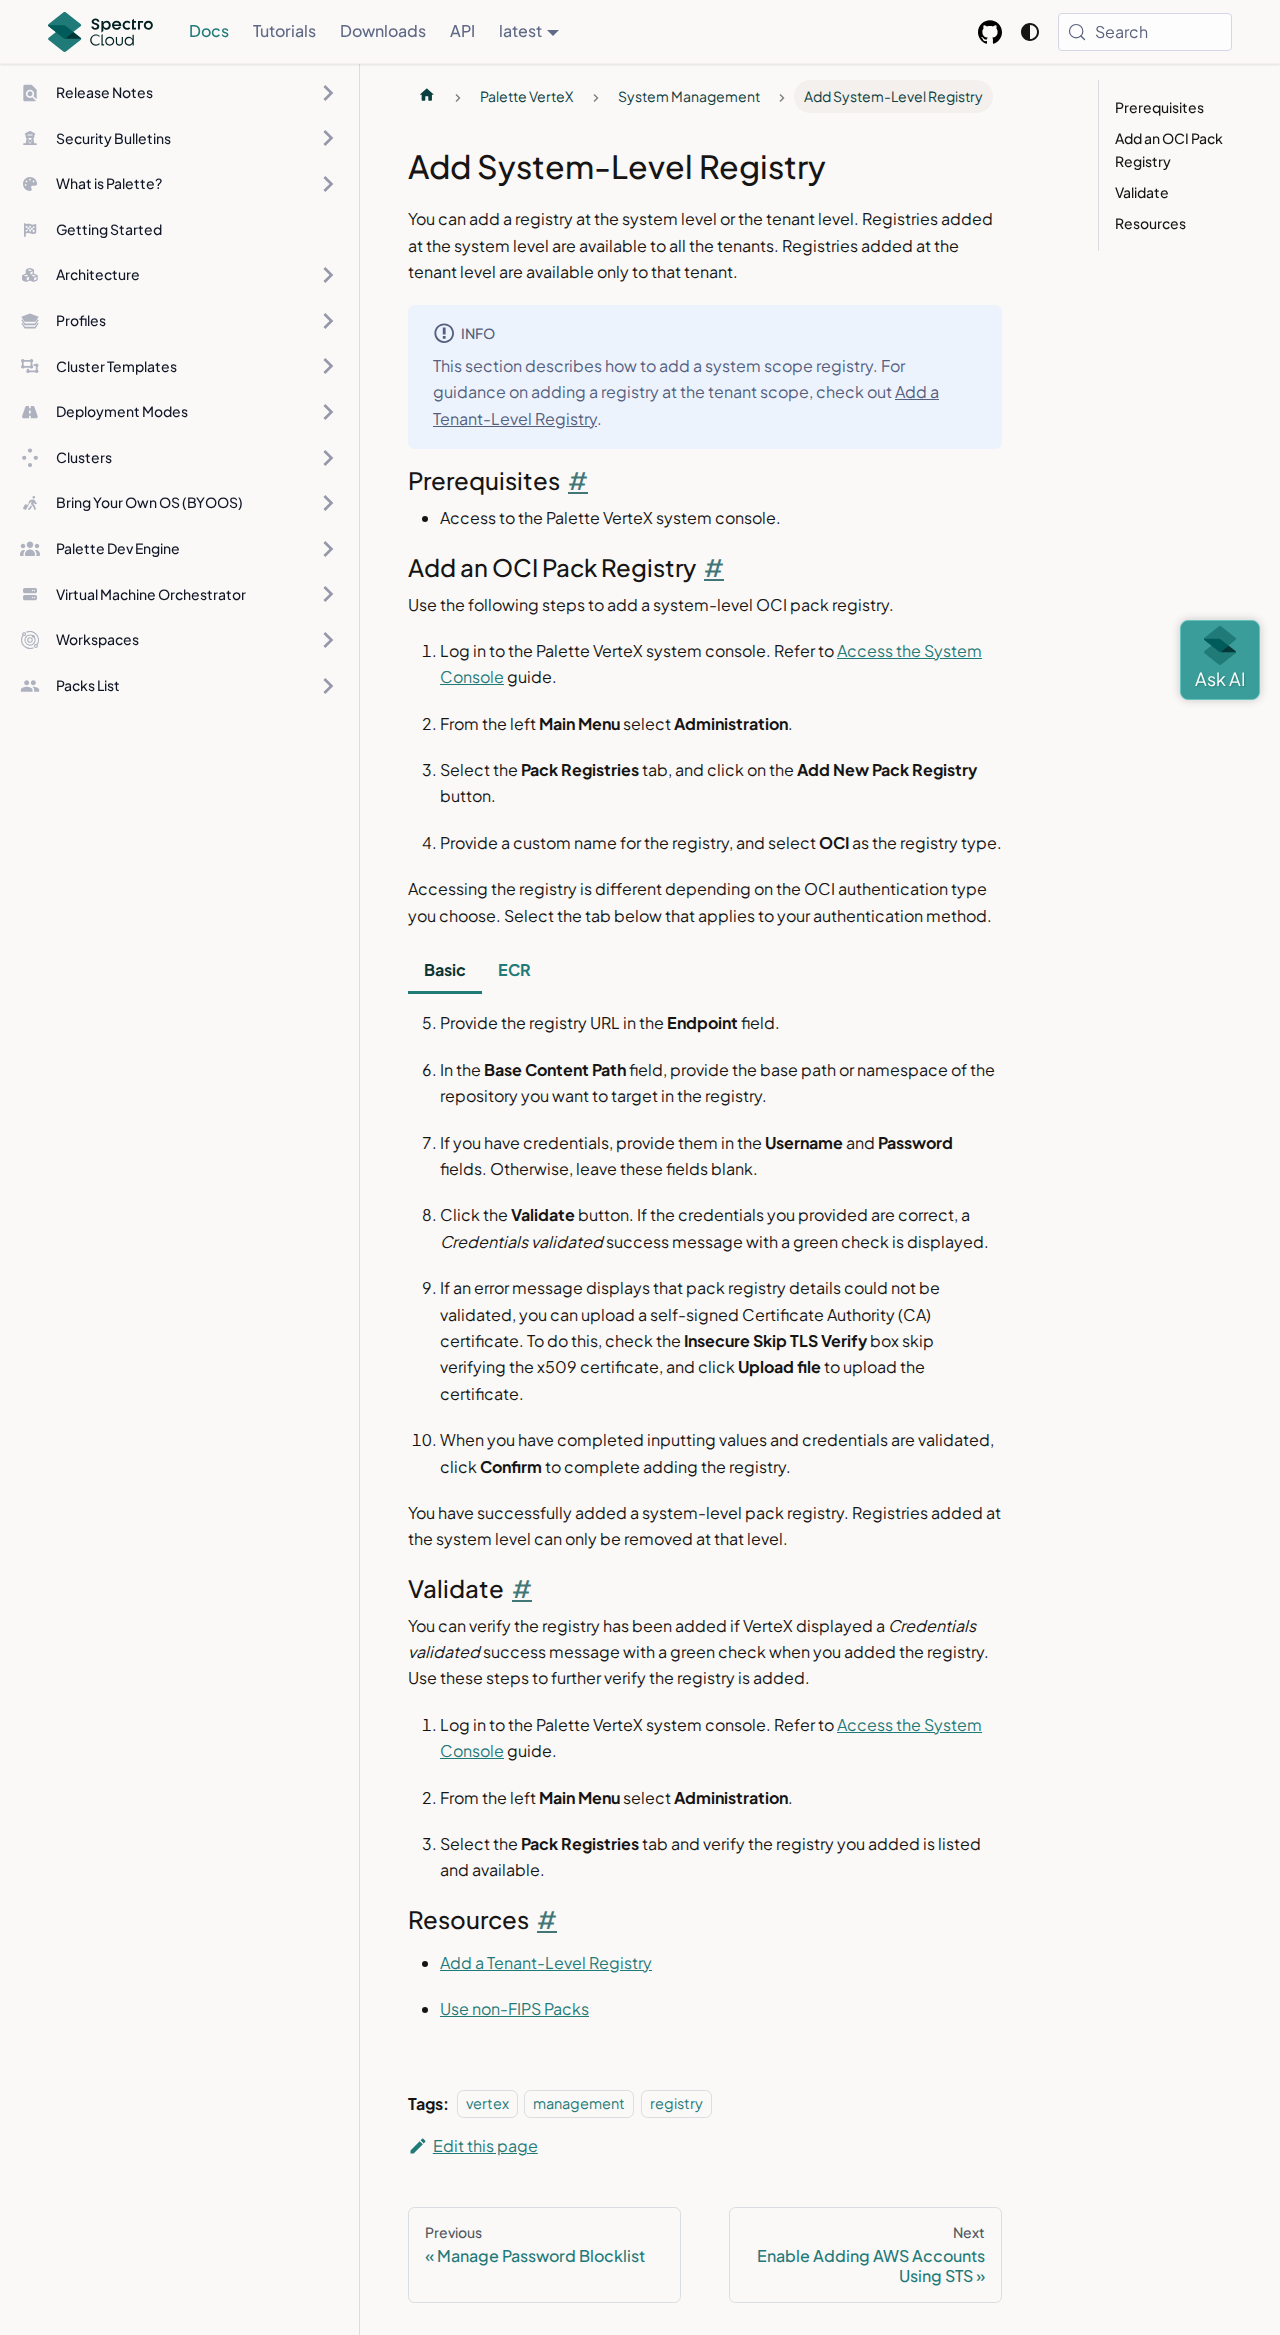 Spectro
Cloud
Docs
Tutorials
Downloads
API
latest
Search
Release Notes
Security Bulletins
What is Palette?
Getting Started
Architecture
Profiles
Cluster Templates
Deployment Modes
Clusters
Bring Your Own OS (BYOOS)
Palette Dev Engine
Virtual Machine Orchestrator
Workspaces
Packs List
Palette VerteX
System Management
Add System-Level Registry
Add System-Level Registry
You can add a registry at the system level or the tenant level. Registries added
at the system level are available to all the tenants. Registries added at the
tenant level are available only to that tenant.
INFO
This section describes how to add a system scope registry. For
guidance on adding a registry at the tenant scope, check out Add a
Tenant-Level Registry.
Prerequisites #
• Access to the Palette VerteX system console.
Add an OCI Pack Registry #
Use the following steps to add a system-level OCI pack registry.
1. Log in to the Palette VerteX system console. Refer to Access the System
Console guide.
2. From the left Main Menu select Administration.
3. Select the Pack Registries tab, and click on the Add New Pack Registry
button.
4. Provide a custom name for the registry, and select OCI as the registry type.
Accessing the registry is different depending on the OCI authentication type
you choose. Select the tab below that applies to your authentication method.
Basic
ECR
5. Provide the registry URL in the Endpoint field.
6. In the Base Content Path field, provide the base path or namespace of the
repository you want to target in the registry.
7. If you have credentials, provide them in the Username and Password
fields. Otherwise, leave these fields blank.
8. Click the Validate button. If the credentials you provided are correct, a
Credentials validated success message with a green check is displayed.
9. If an error message displays that pack registry details could not be
validated, you can upload a self-signed Certificate Authority (CA)
certificate. To do this, check the Insecure Skip TLS Verify box skip
verifying the x509 certificate, and click Upload file to upload the
certificate.
10. When you have completed inputting values and credentials are validated,
click Confirm to complete adding the registry.
You have successfully added a system-level pack registry. Registries added at
the system level can only be removed at that level.
Validate #
You can verify the registry has been added if VerteX displayed a Credentials
validated success message with a green check when you added the registry.
Use these steps to further verify the registry is added.
1. Log in to the Palette VerteX system console. Refer to Access the System
Console guide.
2. From the left Main Menu select Administration.
3. Select the Pack Registries tab and verify the registry you added is listed
and available.
Resources #
• Add a Tenant-Level Registry
• Use non-FIPS Packs
Tags: vertex management registry
Edit this page
Previous
« Manage Password Blocklist
Next
Enable Adding AWS Accounts
Using STS »
Prerequisites
Add an OCI Pack
Registry
Validate
Resources
Ask AI